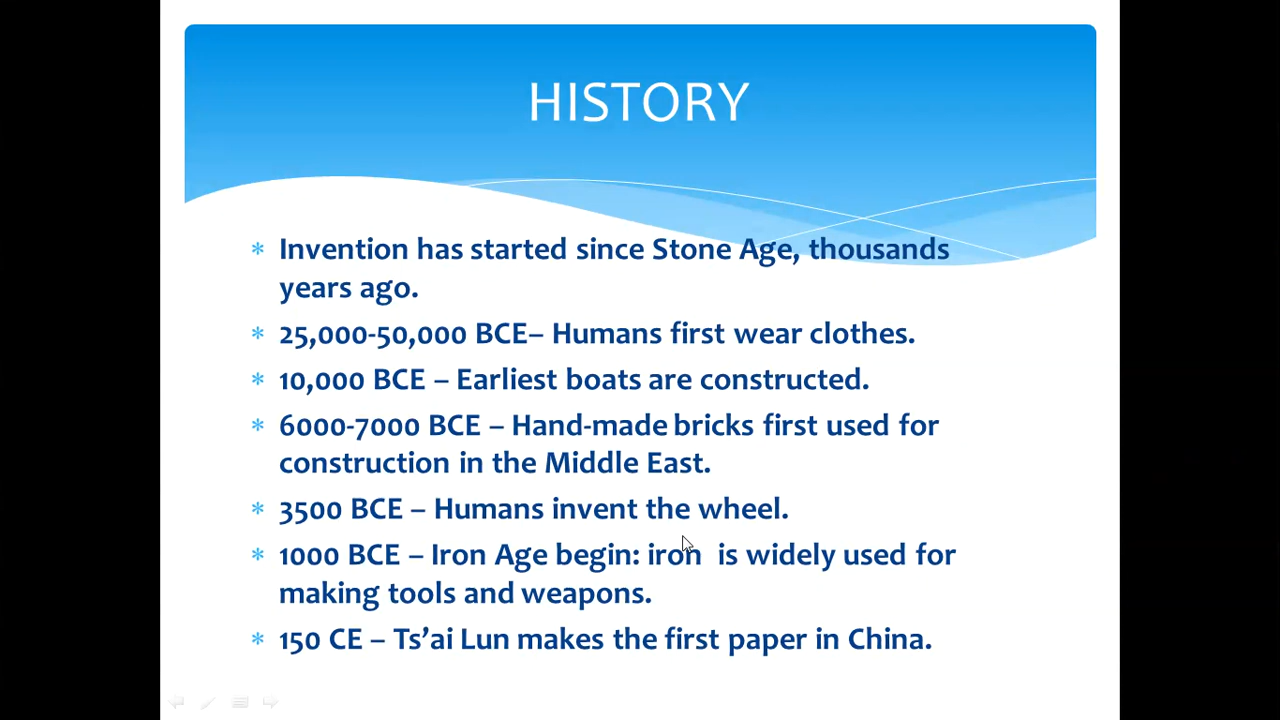 HISTORY
Invention has started since Stone Age, thousands
years ago.
25,000-50,000 BCE– Humans first wear clothes.
10,000 BCE – Earliest boats are constructed.
6000-7000 BCE – Hand-made bricks first used for
construction in the Middle East.
3500 BCE – Humans invent the wheel.
1000 BCE – Iron Age begin: iron  is widely used for
making tools and weapons.
150 CE – Ts’ai Lun makes the first paper in China.